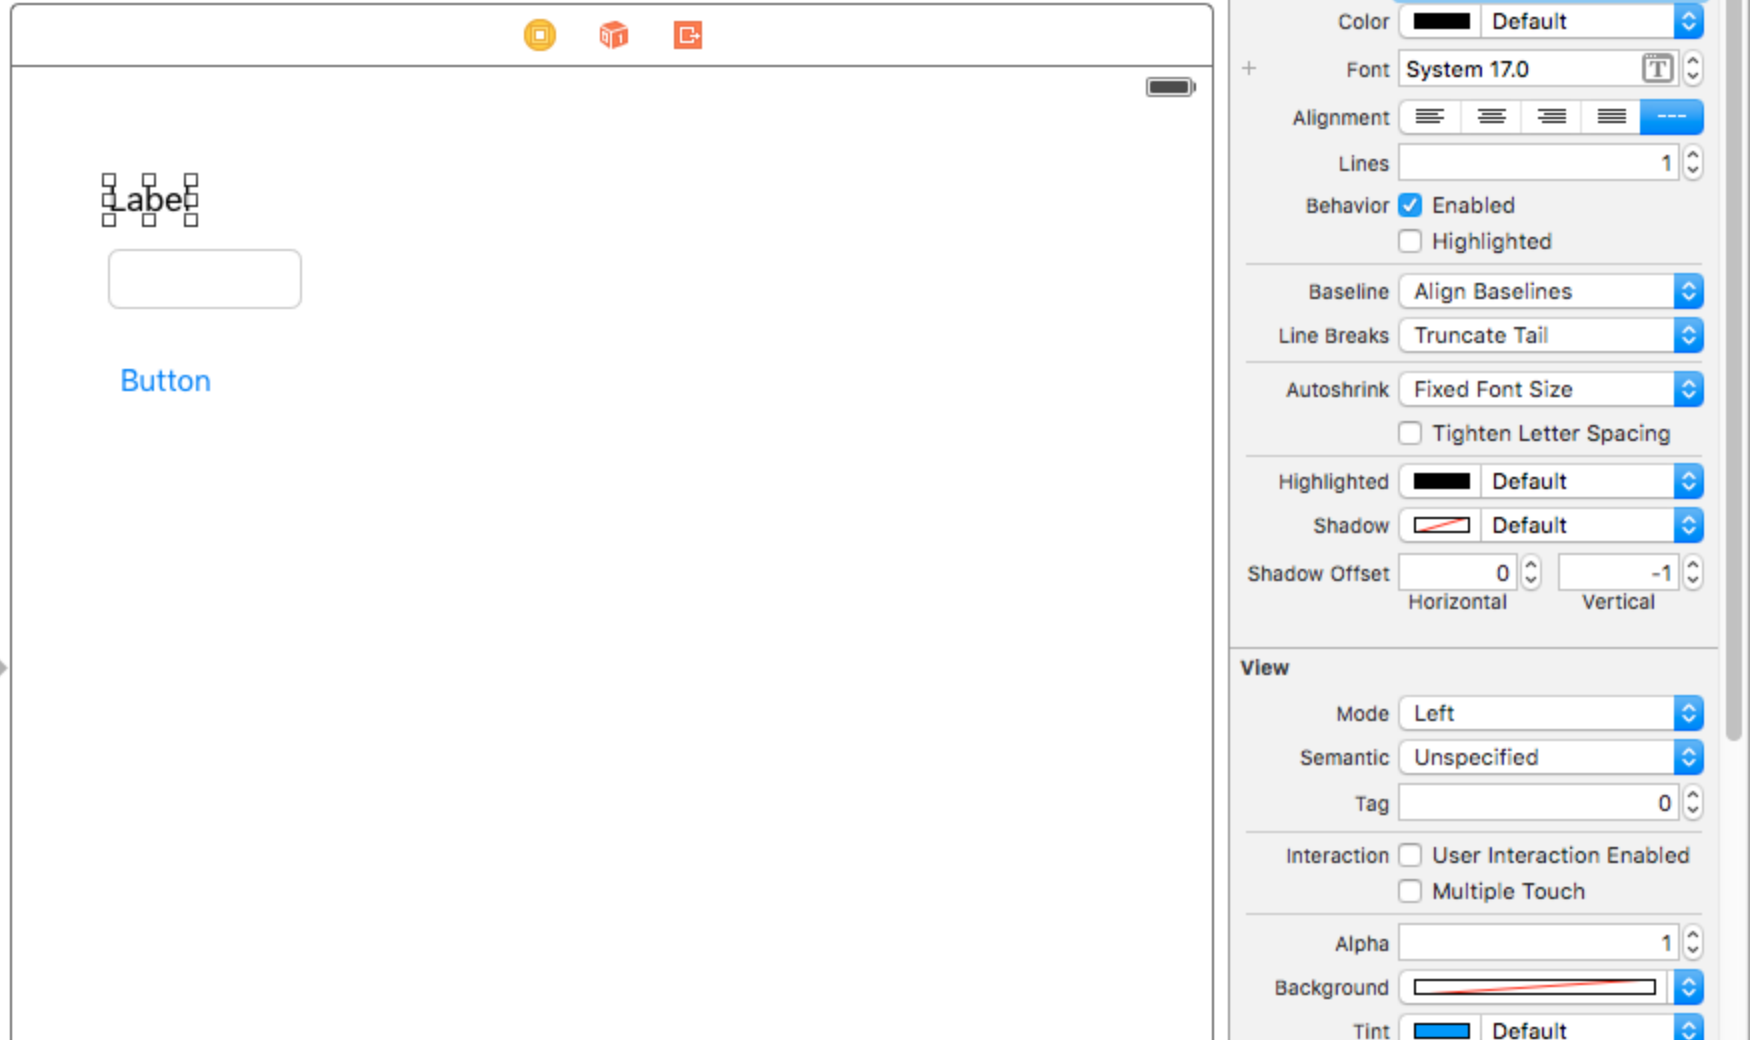 Label
Button
Color Default
Font System 17.0 T
Alignment ---
Lines 1
Behavior Enabled
Highlighted
Baseline Align Baselines
Line Breaks Truncate Tail
Autoshrink Fixed Font Size
Tighten Letter Spacing
Highlighted Default
Shadow Default
Shadow Offset 0 -1
Horizontal Vertical
View
Mode Left
Semantic Unspecified
Tag 0
Interaction User Interaction Enabled
Multiple Touch
Alpha 1
Background
Tint Default